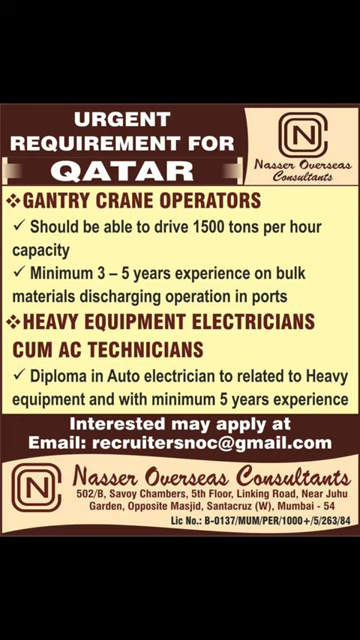 URGENT
REQUIREMENT FOR
QATAR
N
Nasser Overseas
Consultants
❖GANTRY CRANE OPERATORS
✓ Should be able to drive 1500 tons per hour
capacity
✓ Minimum 3 – 5 years experience on bulk
materials discharging operation in ports
❖HEAVY EQUIPMENT ELECTRICIANS
CUM AC TECHNICIANS
✓ Diploma in Auto electrician to related to Heavy
equipment and with minimum 5 years experience
Interested may apply at
Email: recruitersnoc@gmail.com
N
Nasser Overseas Consultants
502/B, Savoy Chambers, 5th Floor, Linking Road, Near Juhu
Garden, Opposite Masjid, Santacruz (W), Mumbai - 54
Lic No.: B-0137/MUM/PER/1000+/5/263/84